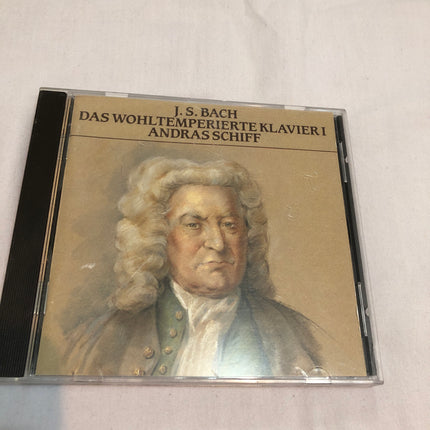 J. S. BACH
DAS WOHLTEMPERIERTE KLAVIER I
ANDRAS SCHIFF